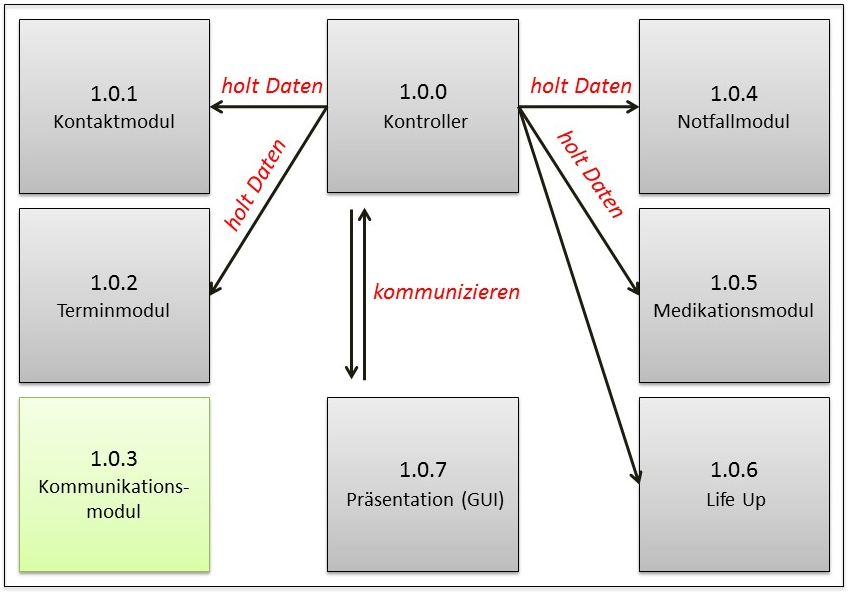 1.0.1
Kontaktmodul
holt Daten
1.0.0
Kontroller
holt Daten
1.0.4
Notfallmodul
holt Daten
holt Daten
1.0.2
Terminmodul
kommunizieren
1.0.5
Medikationsmodul
1.0.3
Kommunikations-
modul
1.0.7
Präsentation (GUI)
1.0.6
Life Up